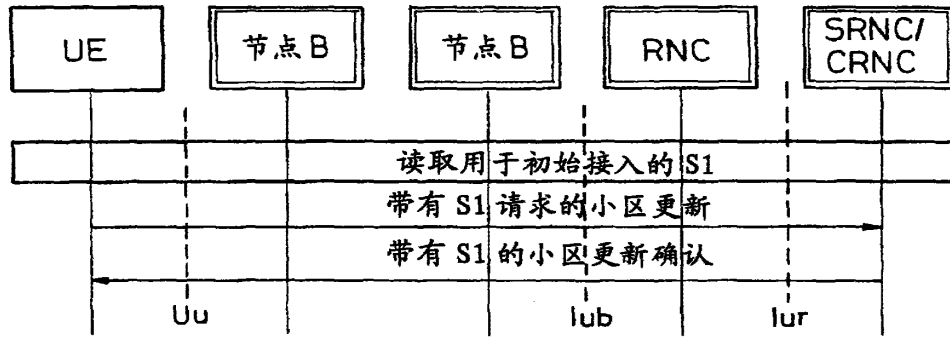 UE
节点B
节点B
RNC
SRNC/
CRNC
读取用于初始接入的S1
带有S1请求的小区更新
带有S1的小区更新确认
Uu
Iub
Iur